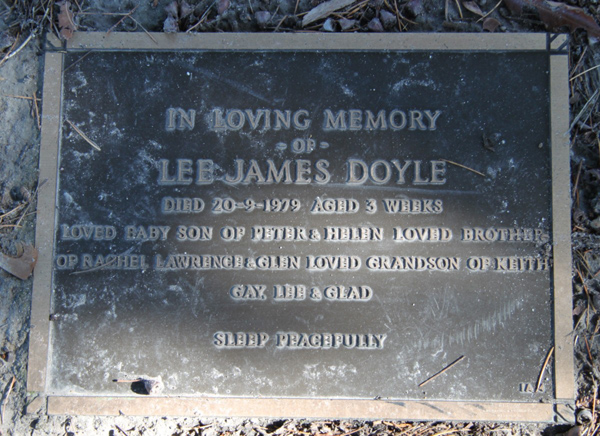 IN LOVING MEMORY
- OF -
LEE JAMES DOYLE
DIED 20-9-1979 AGED 3 WEEKS
LOVED BABY SON OF PETER & HELEN LOVED BROTHER
OF RACHEL LAWRENCE & GLEN LOVED GRANDSON OF KEITH
GAY, LEE & GLAD
SLEEP PEACEFULLY